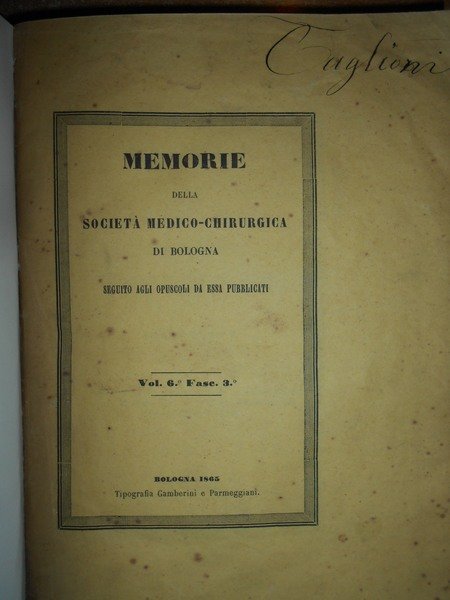 Taglioni
MEMORIE
DELLA
SOCIETÀ MEDICO-CHIRURGICA
DI BOLOGNA
SEGUITO AGLI OPUSCOLI DA ESSA PUBBLICATI
Vol. 6.° Fasc. 3.°
BOLOGNA 1865
Tipografia Gamberini e Parmeggiani.